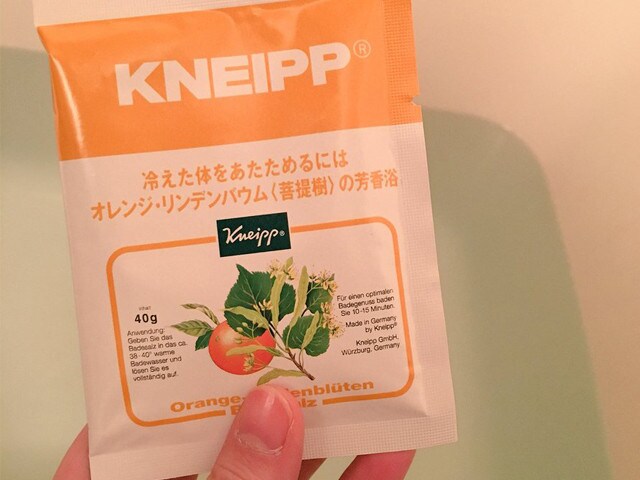 KNEIPP®
冷えた体をあたためるには
オレンジ・リンデンバウム〈菩提樹〉の芳香浴
Kneipp®
Inhalt
40g
Anwendung:
Geben Sie das
Badesalz in das ca.
38-40° warme
Badewasser und
lösen Sie es
vollständig auf.
Für einen optimalen
Badegenuss baden
Sie 10-15 Minuten.
Made in Germany
by Kneipp®
Kneipp GmbH,
Würzburg, Germany